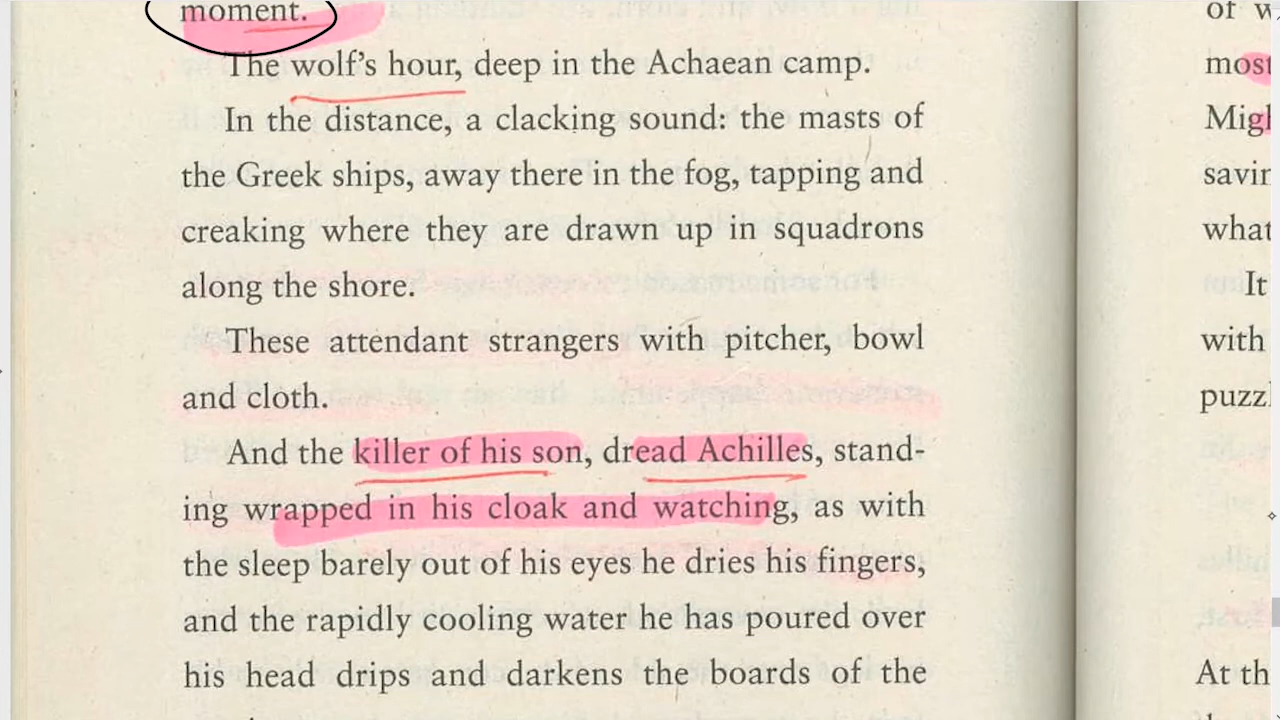 moment.
The wolf's hour, deep in the Achaean camp.
In the distance, a clacking sound: the masts of
the Greek ships, away there in the fog, tapping and
creaking where they are drawn up in squadrons
along the shore.
These attendant strangers with pitcher, bowl
and cloth.
And the killer of his son, dread Achilles, stand-
ing wrapped in his cloak and watching, as with
the sleep barely out of his eyes he dries his fingers,
and the rapidly cooling water he has poured over
his head drips and darkens the boards of the
of w
most
Migh
savin
what
It
with
puzzl
At th